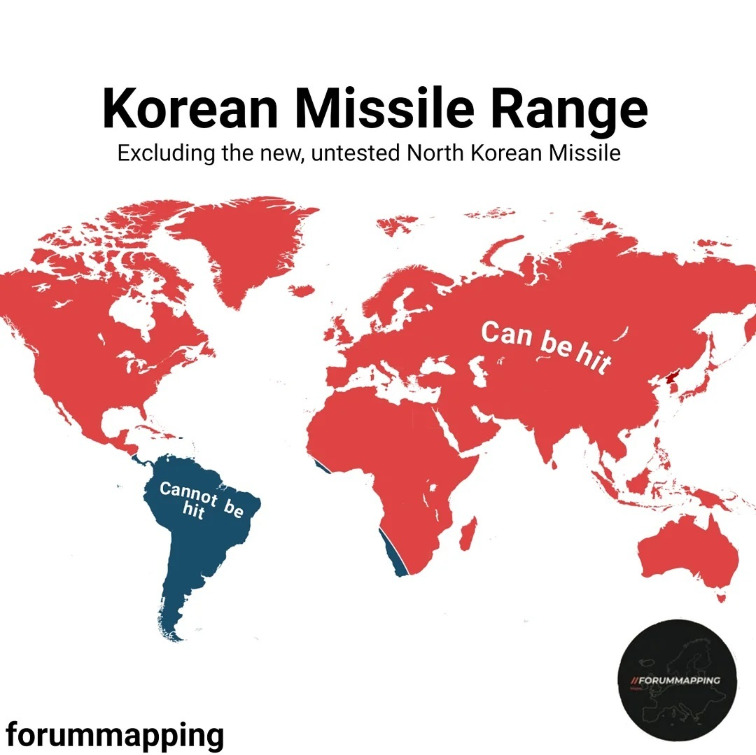 Korean Missile Range
Excluding the new, untested North Korean Missile
Can be hit
Cannot be
hit
//FORUMMAPPING
forummapping